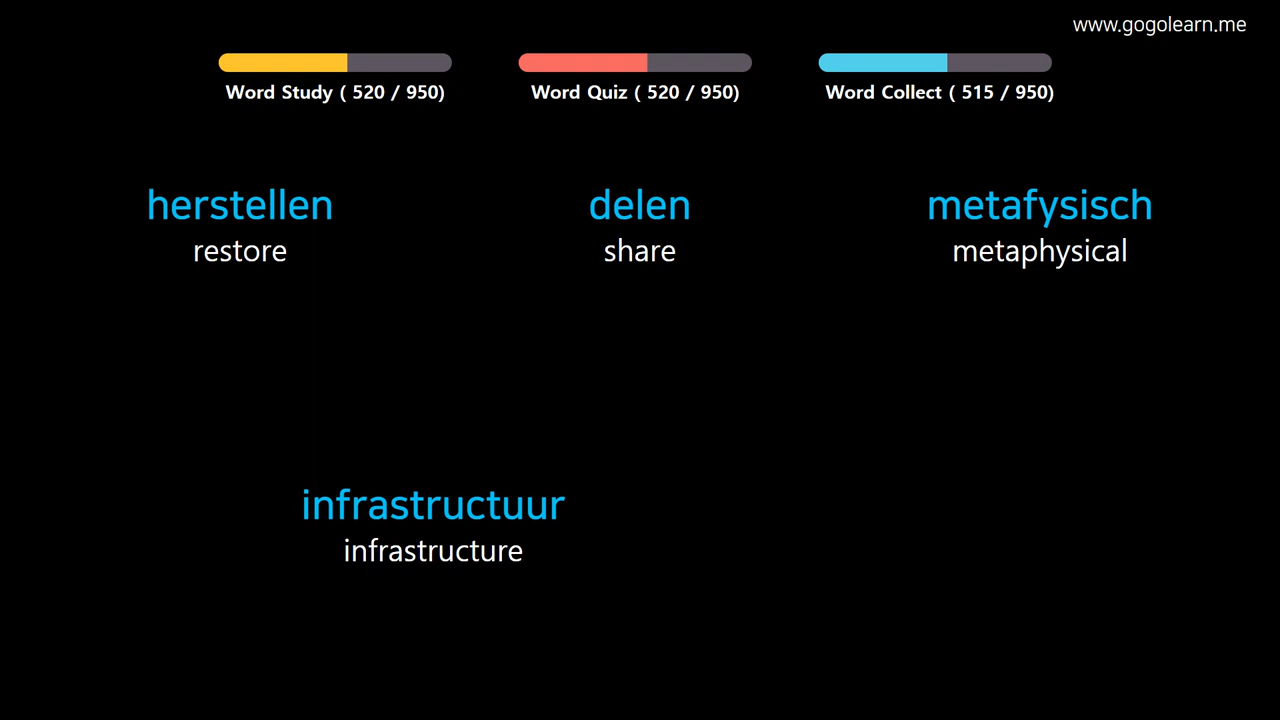 www.gogolearn.me
Word Study ( 520 / 950)
Word Quiz ( 520 / 950)
Word Collect ( 515 / 950)
herstellen
restore
delen
share
metafysisch
metaphysical
infrastructuur
infrastructure